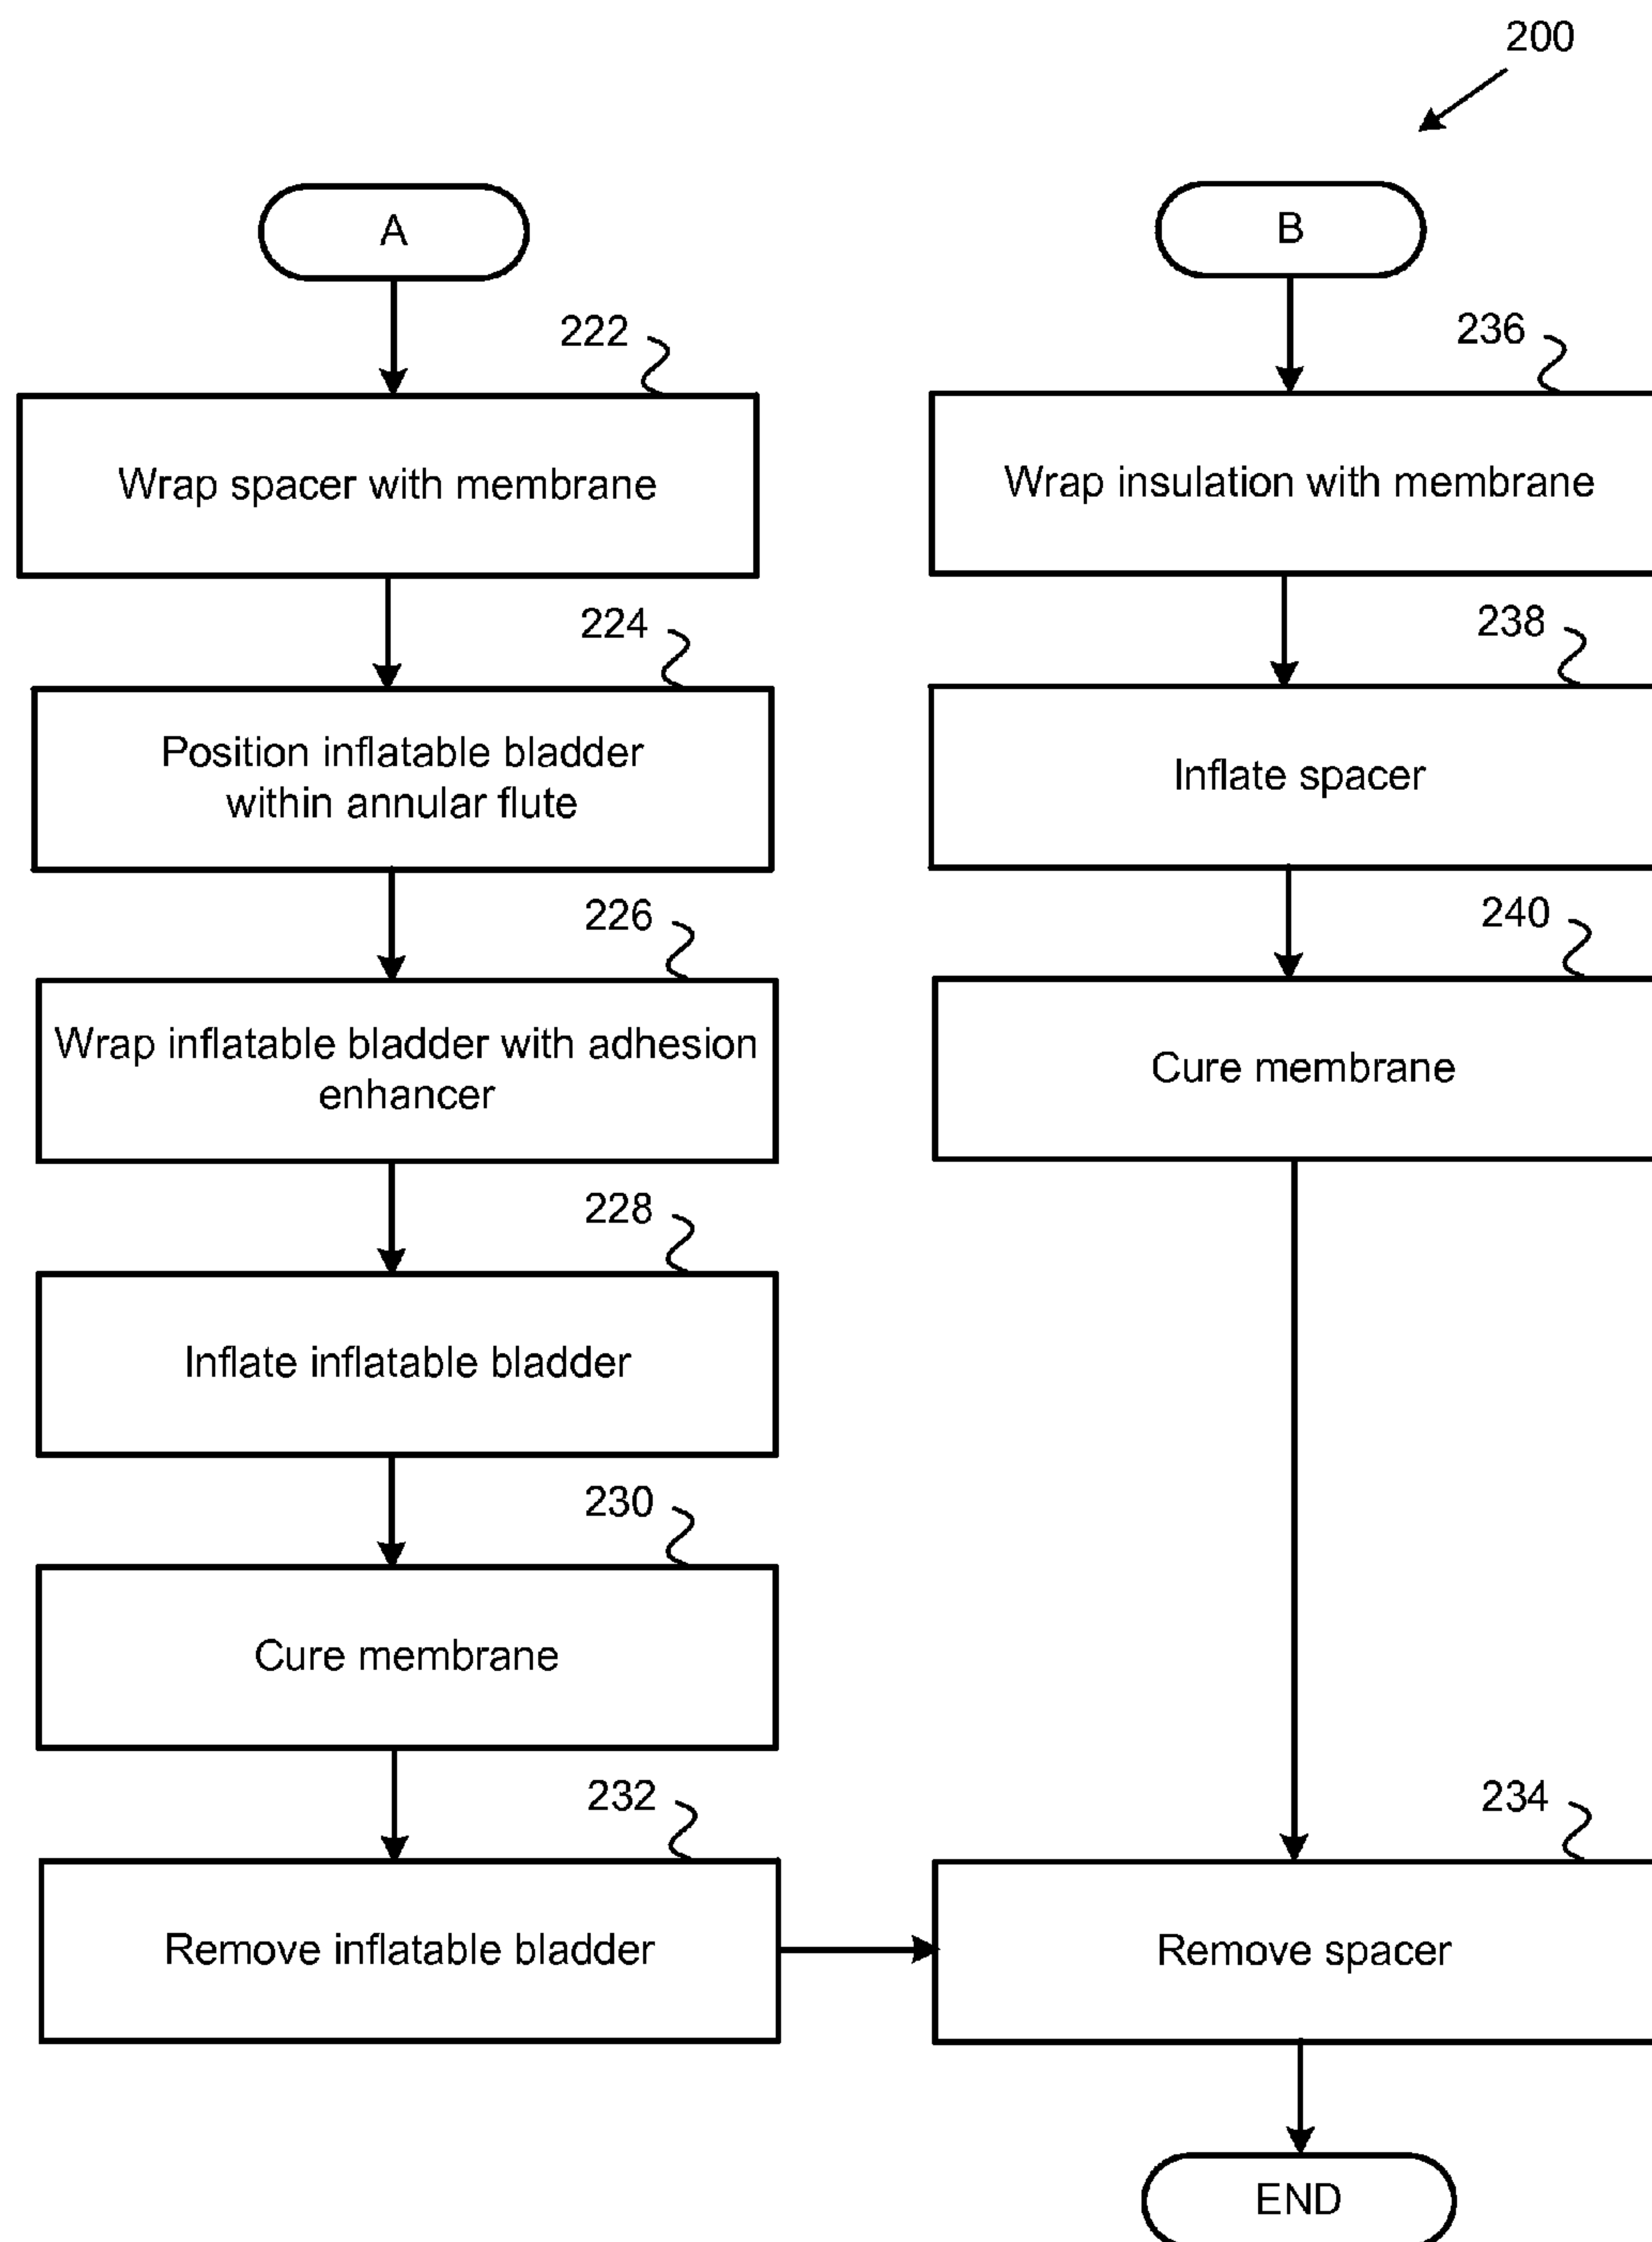 200
A
222
Wrap spacer with membrane
224
Position inflatable bladder
within annular flute
226
Wrap inflatable bladder with adhesion
enhancer
228
Inflate inflatable bladder
230
Cure membrane
232
Remove inflatable bladder
B
236
Wrap insulation with membrane
238
Inflate spacer
240
Cure membrane
234
Remove spacer
END